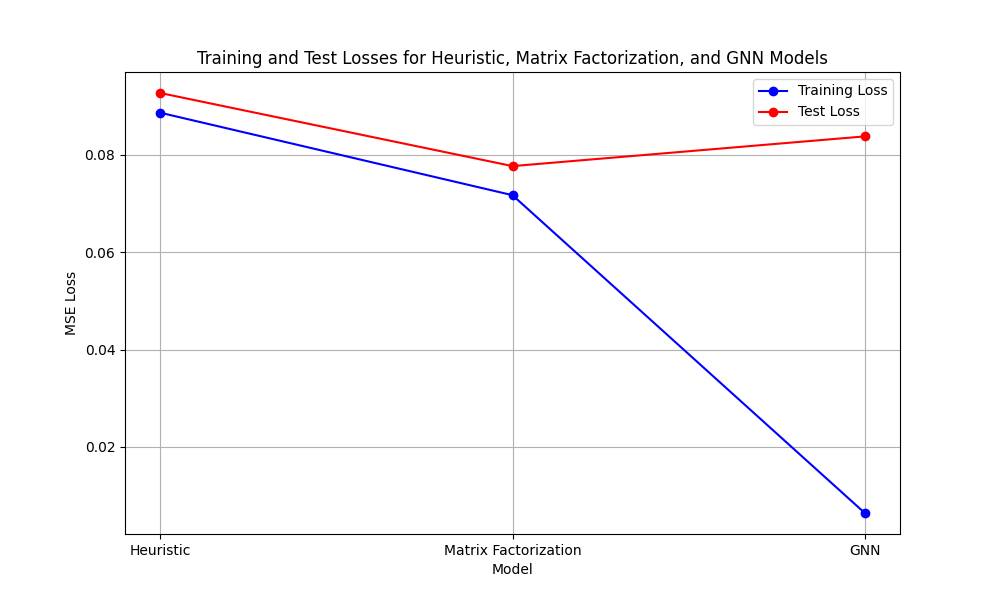 Training and Test Losses for Heuristic, Matrix Factorization, and GNN Models
Training Loss
Test Loss
0.08
0.06
0.04
0.02
MSE Loss
Heuristic
Matrix Factorization
GNN
Model